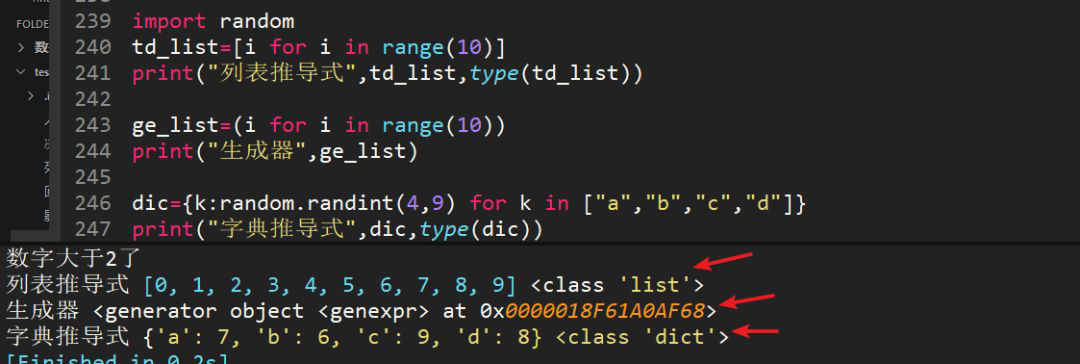 FOLDE
数
tes
239 import random
240 td_list=[i for i in range(10)]
241 print("列表推导式",td_list,type(td_list))
242
243 ge_list=(i for i in range(10))
244 print("生成器",ge_list)
245
246 dic={k:random.randint(4,9) for k in ["a","b","c","d"]}
247 print("字典推导式",dic,type(dic))
数字大于2了
列表推导式 [0, 1, 2, 3, 4, 5, 6, 7, 8, 9] <class 'list'>
生成器 <generator object <genexpr> at 0x0000018F61A0AF68>
字典推导式 {'a': 7, 'b': 6, 'c': 9, 'd': 8} <class 'dict'>
[Finished in 0.2s]